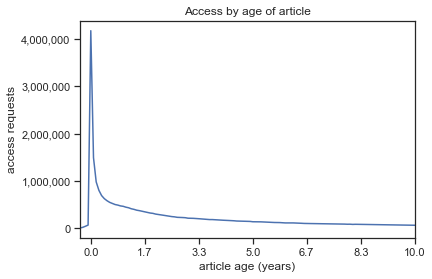 Access by age of article
4,000,000
3,000,000
2,000,000
1,000,000
0
access requests
0.0 1.7 3.3 5.0 6.7 8.3 10.0
article age (years)